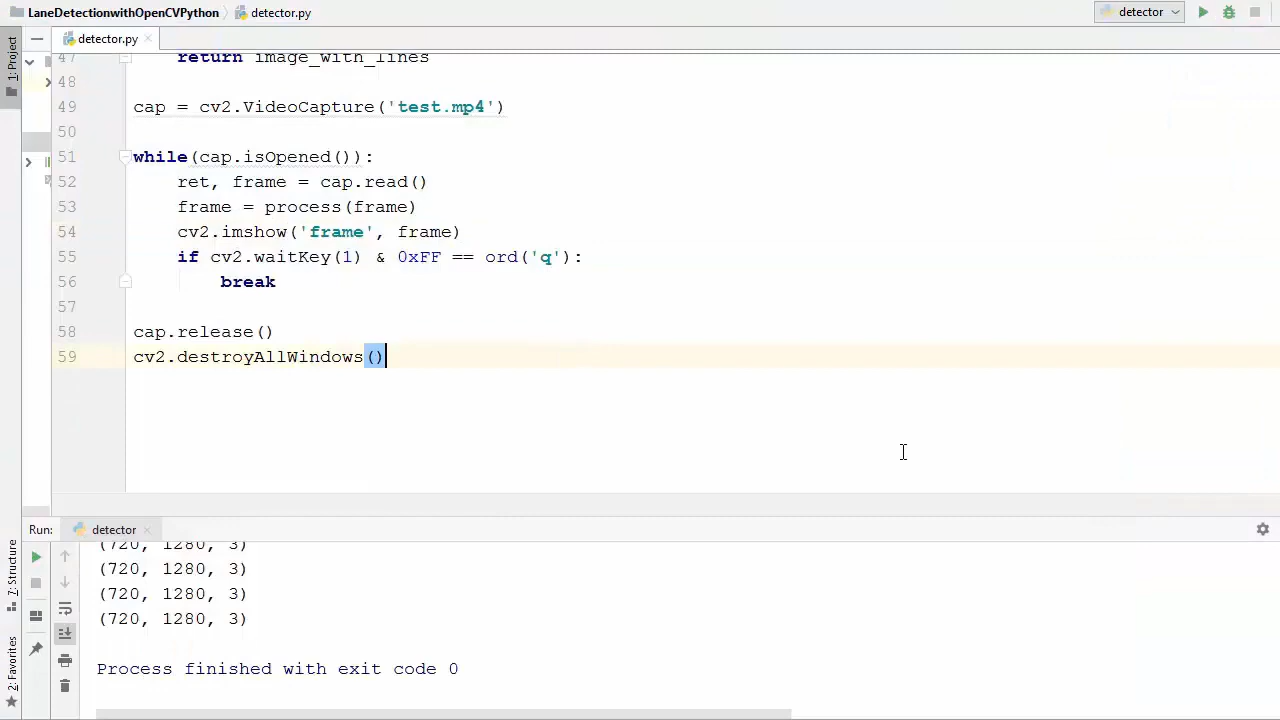 LaneDetectionwithOpenCVPython detector.py detector
1: Project
detector.py
47 return image_with_lines
48
49 cap = cv2.VideoCapture('test.mp4')
50
51 while(cap.isOpened()):
52 ret, frame = cap.read()
53 frame = process(frame)
54 cv2.imshow('frame', frame)
55 if cv2.waitKey(1) & 0xFF == ord('q'):
56 break
57
58 cap.release()
59 cv2.destroyAllWindows()
Run: detector
(720, 1280, 3)
(720, 1280, 3)
(720, 1280, 3)
(720, 1280, 3)
Process finished with exit code 0
Z: Structure
2: Favorites